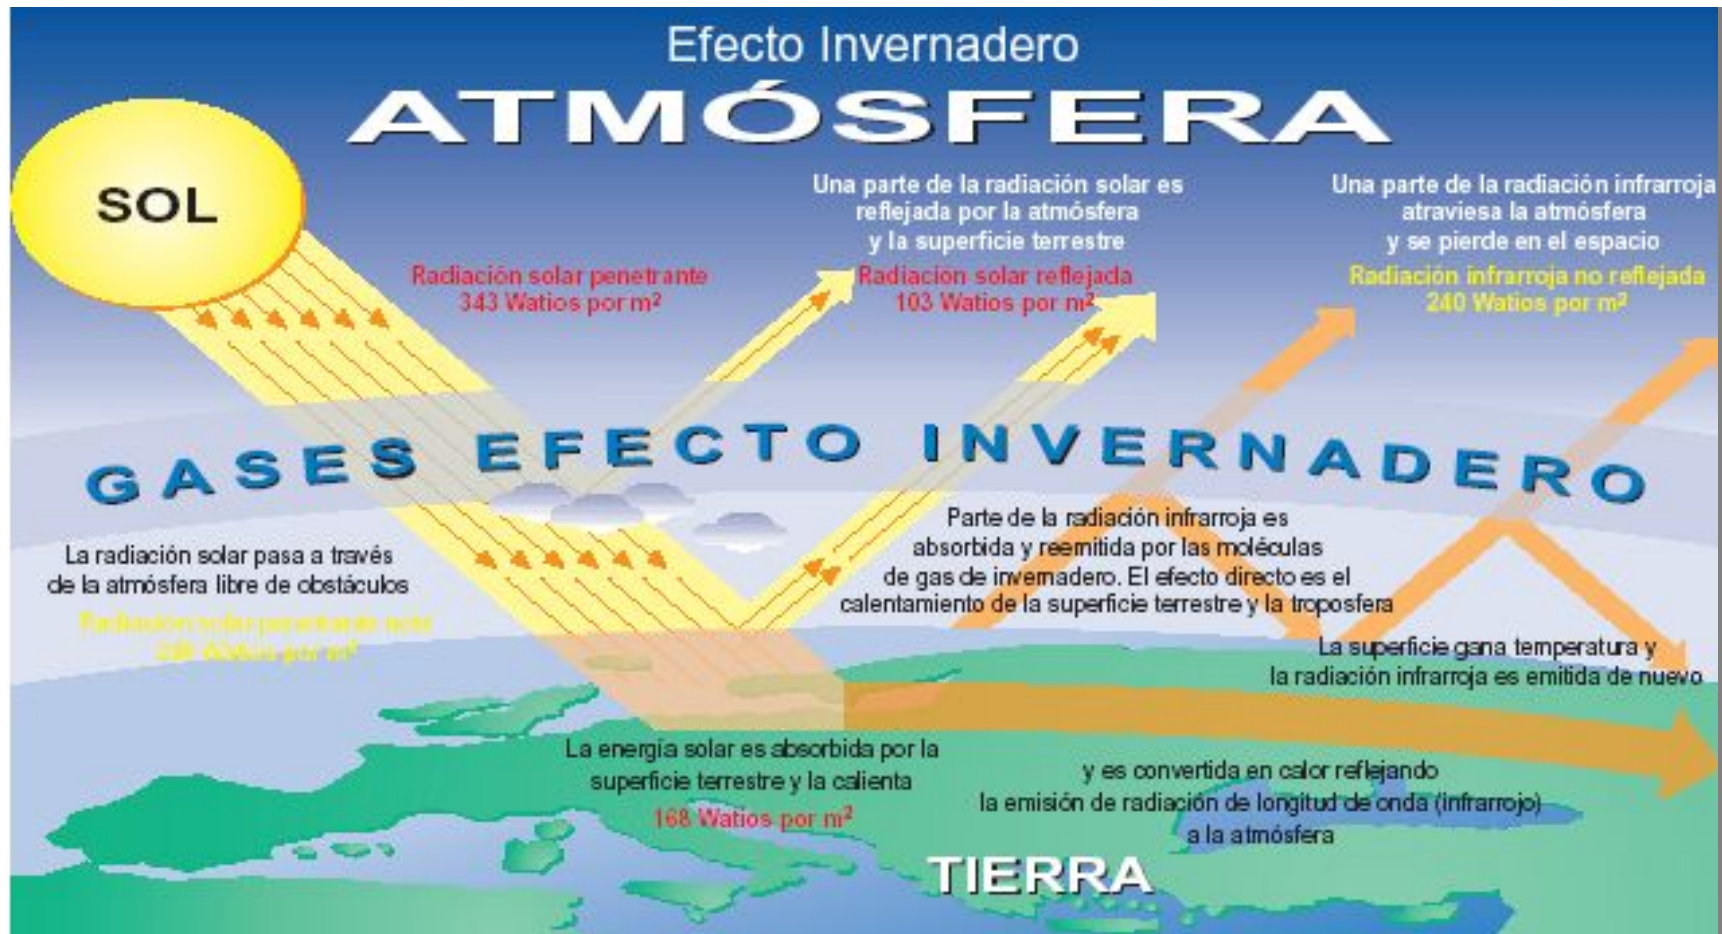 Efecto Invernadero
ATMÓSFERA
SOL
Una parte de la radiación solar es
reflejada por la atmósfera
y la superficie terrestre
Una parte de la radiación infrarroja
atraviesa la atmósfera
y se pierde en el espacio
Radiación solar penetrante
343 Watios por m²
Radiación solar reflejada
103 Watios por m²
Radiación infrarroja no reflejada
240 Watios por m²
GASES EFECTO INVERNADERO
La radiación solar pasa a través
de la atmósfera libre de obstáculos
Radiación solar penetrante neta
Watios por m²
Parte de la radiación infrarroja es
absorbida y reemitida por las moléculas
de gas de invernadero. El efecto directo es el
calentamiento de la superficie terrestre y la troposfera
La superficie gana temperatura y
la radiación infrarroja es emitida de nuevo
La energía solar es absorbida por la
superficie terrestre y la calienta
168 Watios por m²
y es convertida en calor reflejando
la emisión de radiación de longitud de onda (infrarrojo)
a la atmósfera
TIERRA